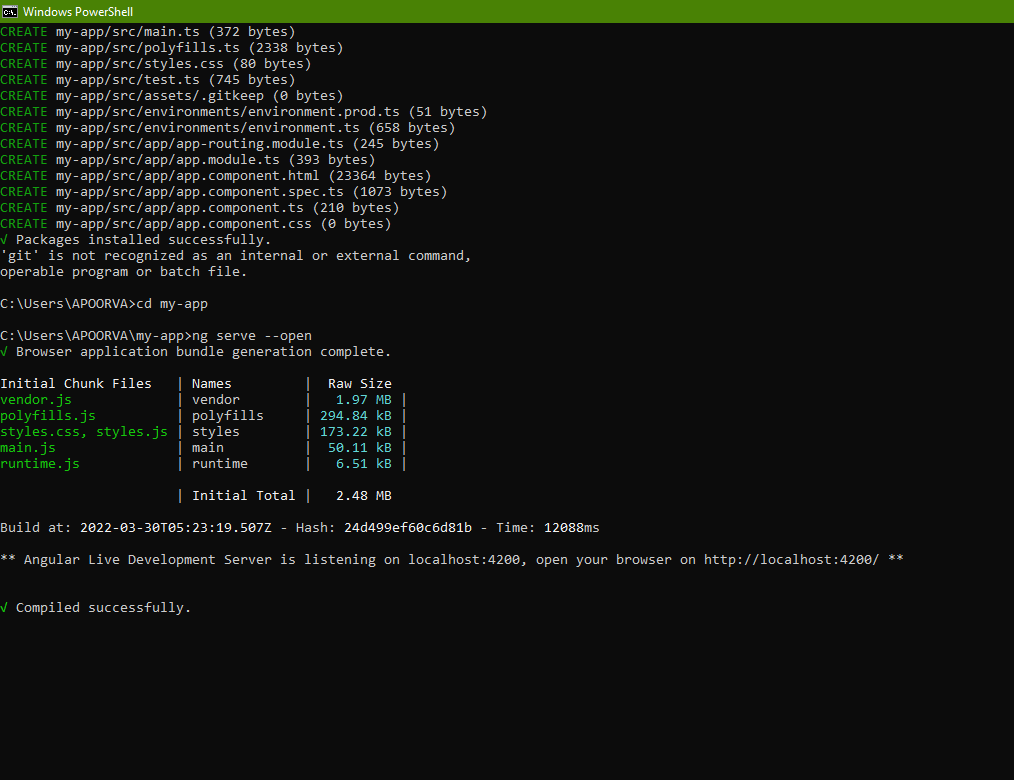 Windows PowerShell
CREATE my-app/src/main.ts (372 bytes)
CREATE my-app/src/polyfills.ts (2338 bytes)
CREATE my-app/src/styles.css (80 bytes)
CREATE my-app/src/test.ts (745 bytes)
CREATE my-app/src/assets/.gitkeep (0 bytes)
CREATE my-app/src/environments/environment.prod.ts (51 bytes)
CREATE my-app/src/environments/environment.ts (658 bytes)
CREATE my-app/src/app/app-routing.module.ts (245 bytes)
CREATE my-app/src/app/app.module.ts (393 bytes)
CREATE my-app/src/app/app.component.html (23364 bytes)
CREATE my-app/src/app/app.component.spec.ts (1073 bytes)
CREATE my-app/src/app/app.component.ts (210 bytes)
CREATE my-app/src/app/app.component.css (0 bytes)
√ Packages installed successfully.
'git' is not recognized as an internal or external command,
operable program or batch file.
C:\Users\APOORVA>cd my-app
C:\Users\APOORVA\my-app>ng serve --open
√ Browser application bundle generation complete.
Initial Chunk Files   | Names         |  Raw Size
vendor.js             | vendor        |   1.97 MB |
polyfills.js          | polyfills     | 294.84 kB |
styles.css, styles.js | styles        | 173.22 kB |
main.js               | main          |  50.11 kB |
runtime.js            | runtime       |   6.51 kB |
                      | Initial Total |   2.48 MB
Build at: 2022-03-30T05:23:19.507Z - Hash: 24d499ef60c6d81b - Time: 12088ms
** Angular Live Development Server is listening on localhost:4200, open your browser on http://localhost:4200/ **
√ Compiled successfully.